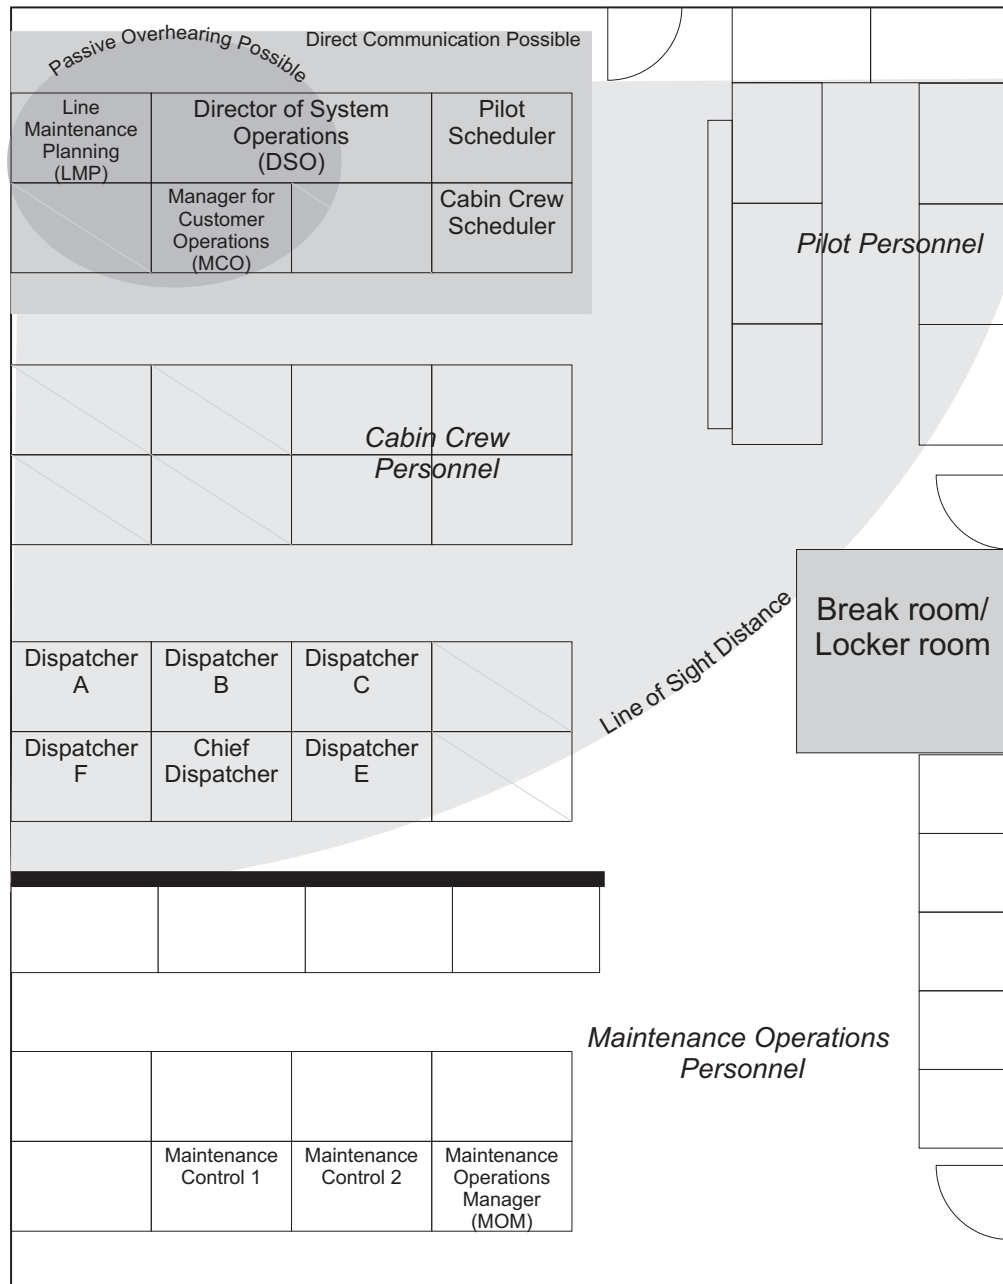 Passive Overhearing Possible
Direct Communication Possible
Line
Maintenance
Planning
(LMP)
Director of System
Operations
(DSO)
Pilot
Scheduler
Manager for
Customer
Operations
(MCO)
Cabin Crew
Scheduler
Pilot Personnel
Cabin Crew
Personnel
Line of Sight Distance
Break room/
Locker room
Dispatcher
A
Dispatcher
B
Dispatcher
C
Dispatcher
F
Chief
Dispatcher
Dispatcher
E
Maintenance Operations
Personnel
Maintenance
Control 1
Maintenance
Control 2
Maintenance
Operations
Manager
(MOM)